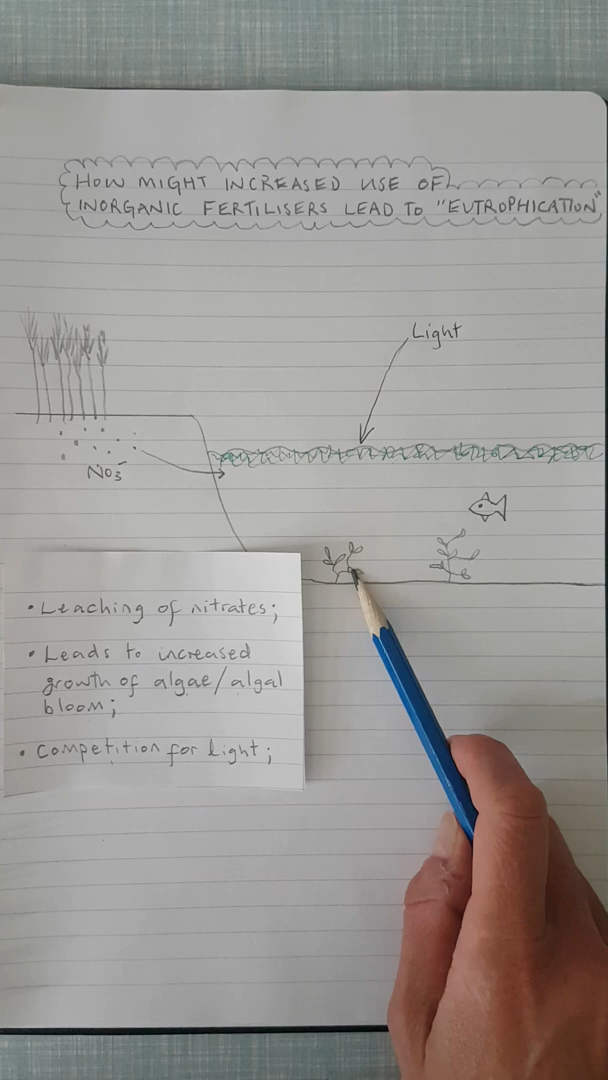 HOW MIGHT INCREASED USE OF
INORGANIC FERTILISERS LEAD TO "EUTROPHICATION"
Light
NO3-
• Leaching of nitrates;
• Leads to increased
growth of algae/algal
bloom;
• Competition for light;